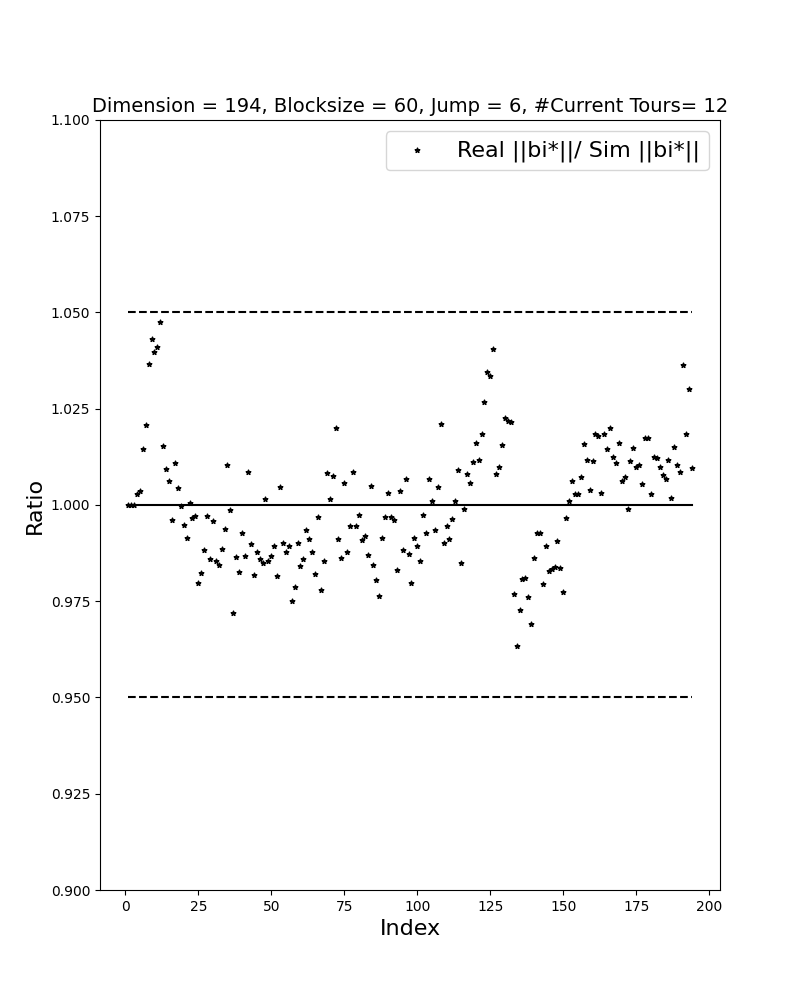 Dimension = 194, Blocksize = 60, Jump = 6, #Current Tours= 12
Real ||bi*||/ Sim ||bi*||
1.100
1.075
1.050
1.025
1.000
0.975
0.950
0.925
0.900
Ratio
0 25 50 75 100 125 150 175 200
Index